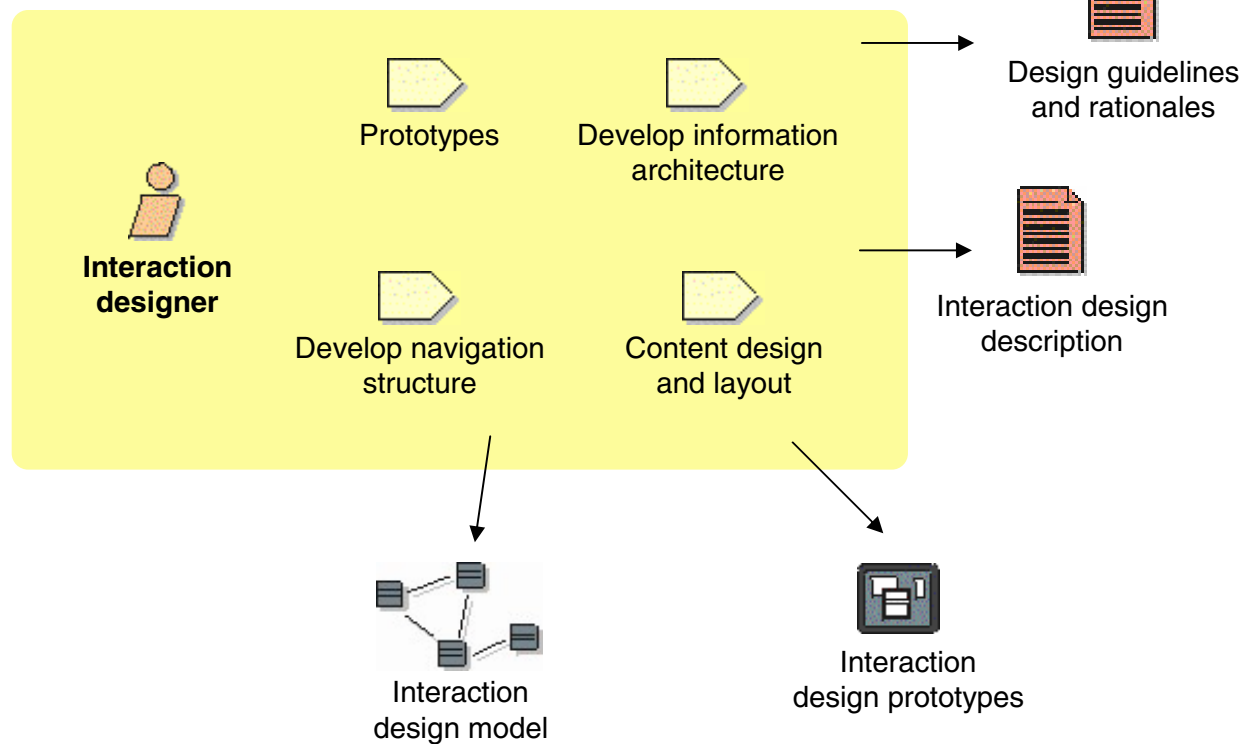 Design guidelines
and rationales
Prototypes
Develop information
architecture
Interaction
designer
Interaction design
description
Develop navigation
structure
Content design
and layout
Interaction
design model
Interaction
design prototypes